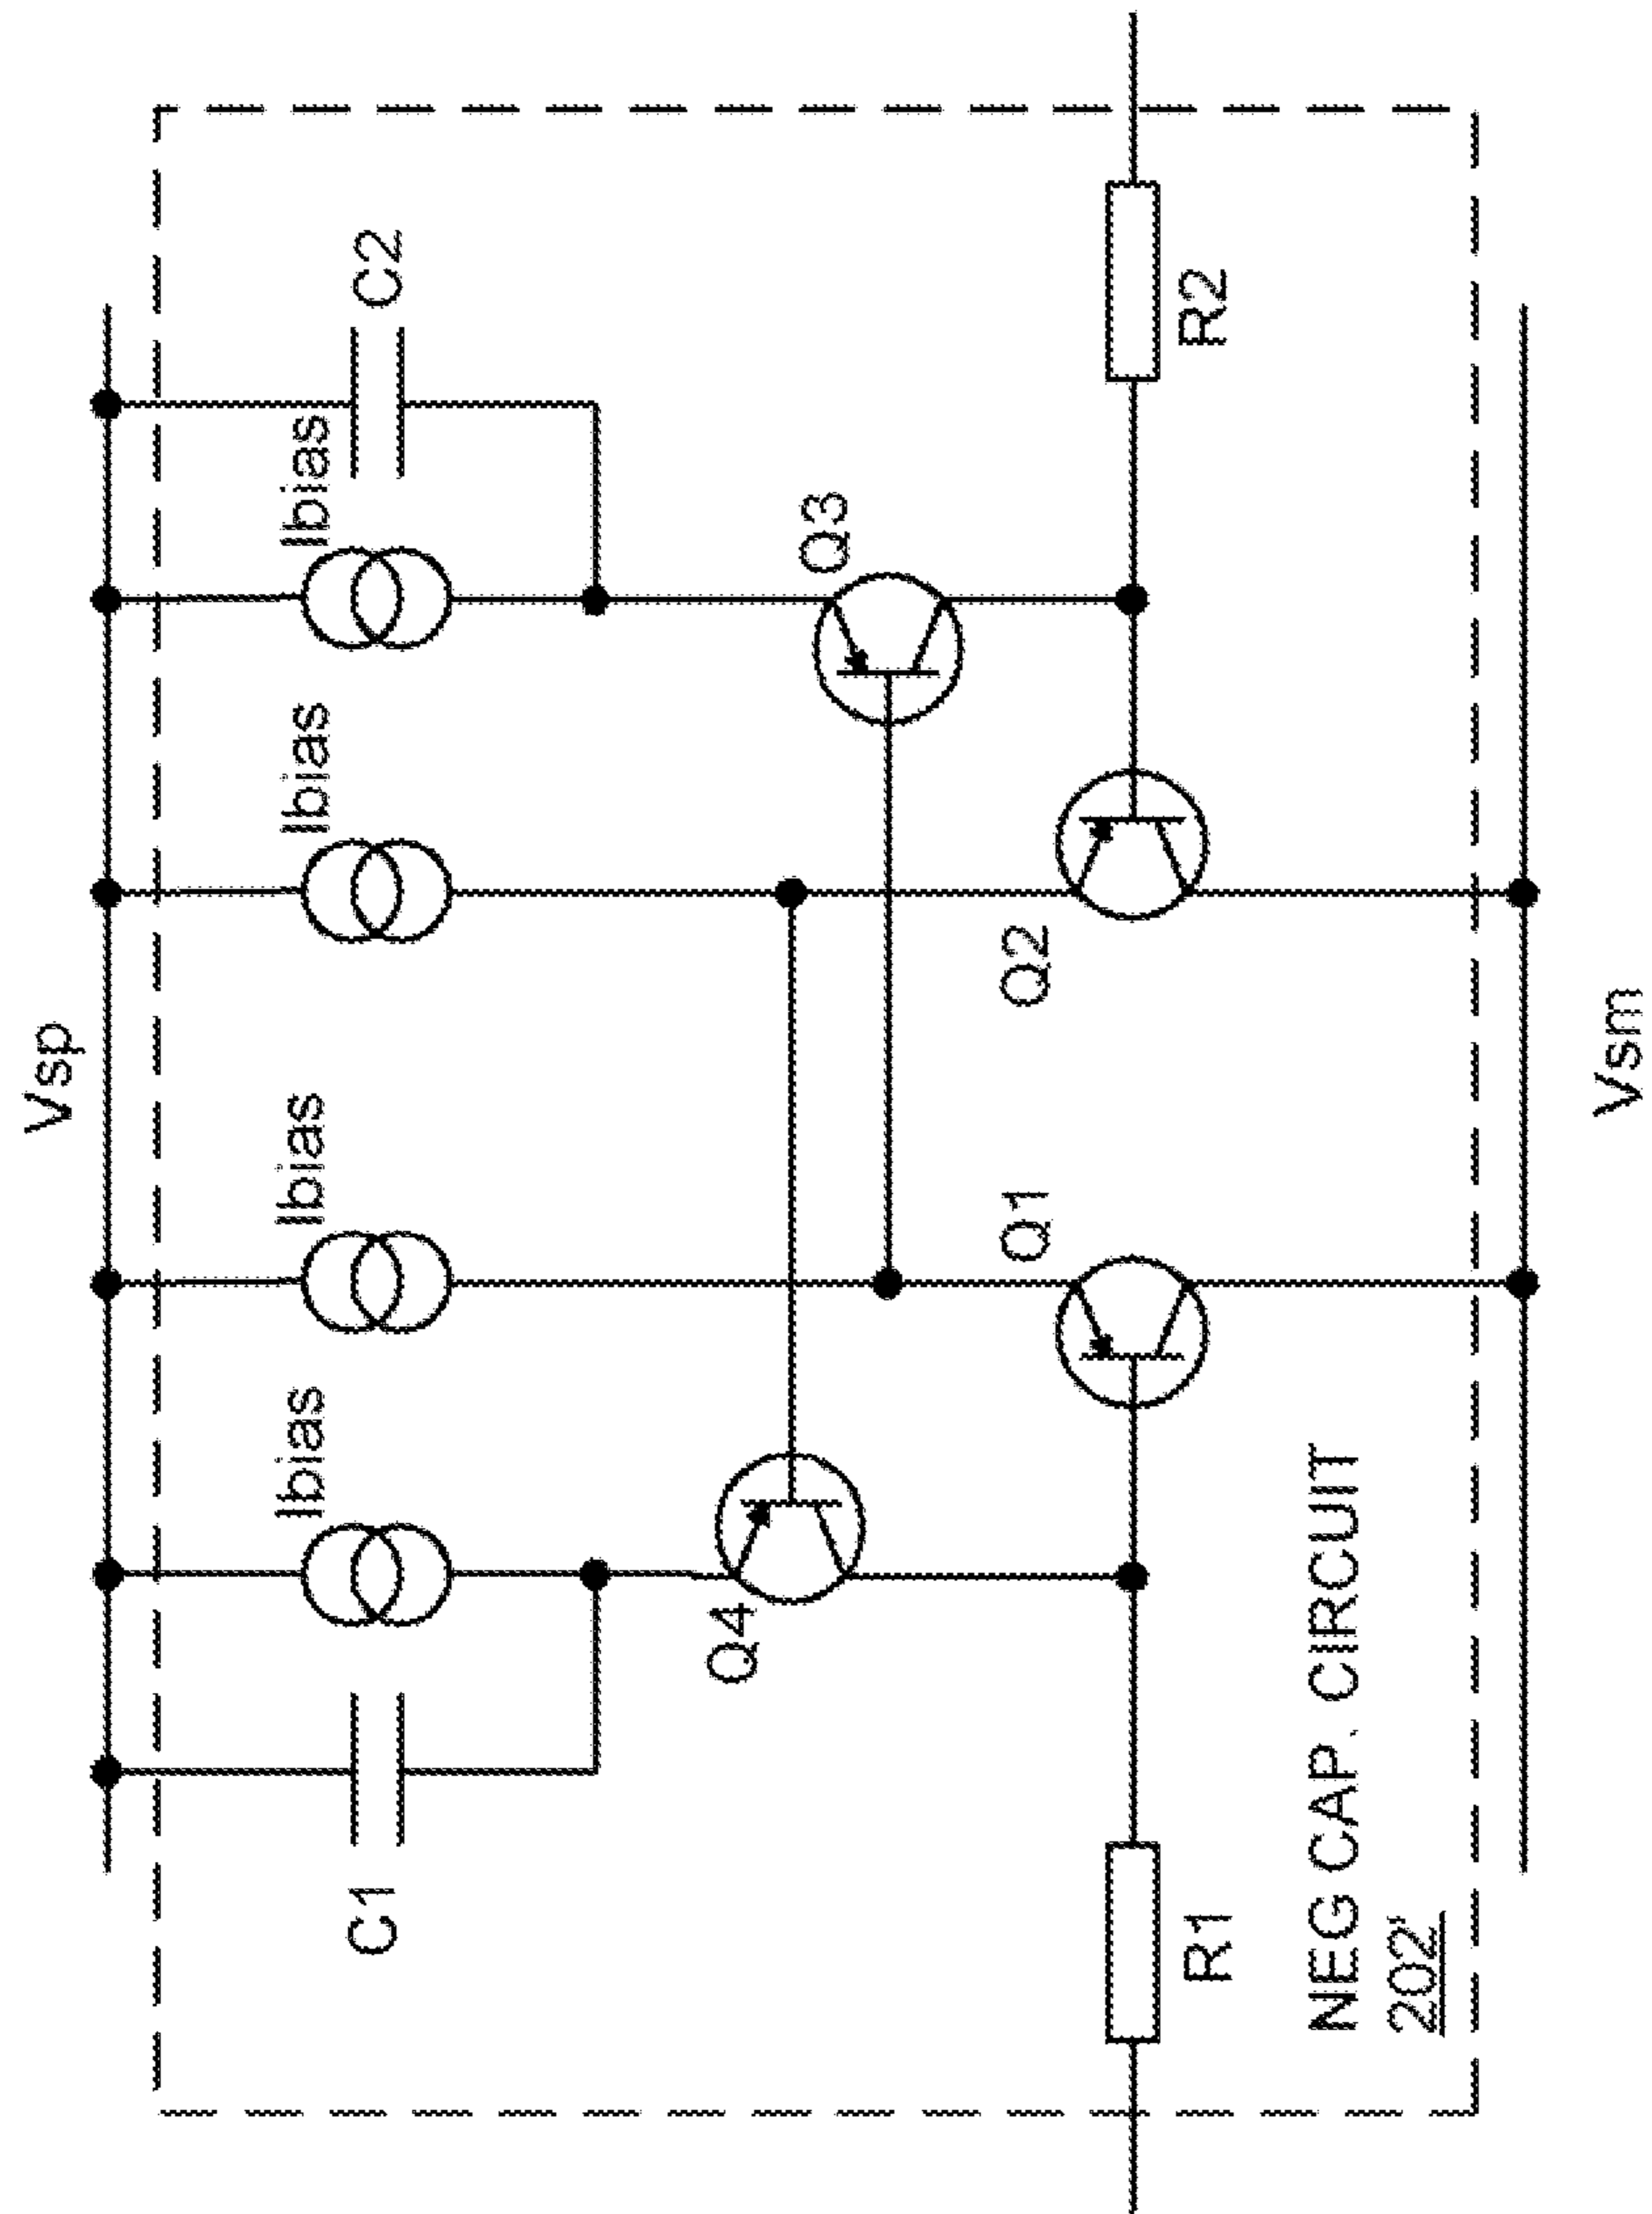 Vsp
C1
Ibias
Ibias
Ibias
Ibias
C2
Q4
Q3
Q1
Q2
R1
R2
NEG CAP. CIRCUIT
202'
Vsm